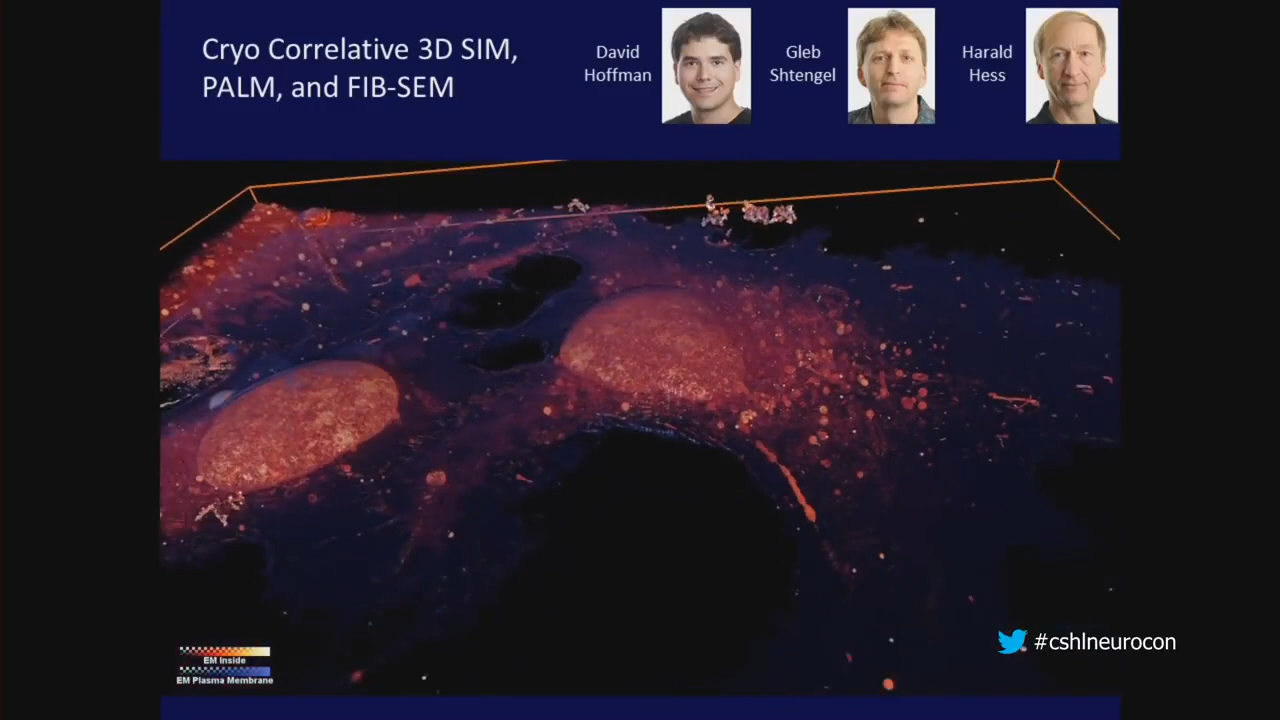 Cryo Correlative 3D SIM,
PALM, and FIB-SEM
David
Hoffman
Gleb
Shtengel
Harald
Hess
EM Inside
EM Plasma Membrane
#cshlneurocon